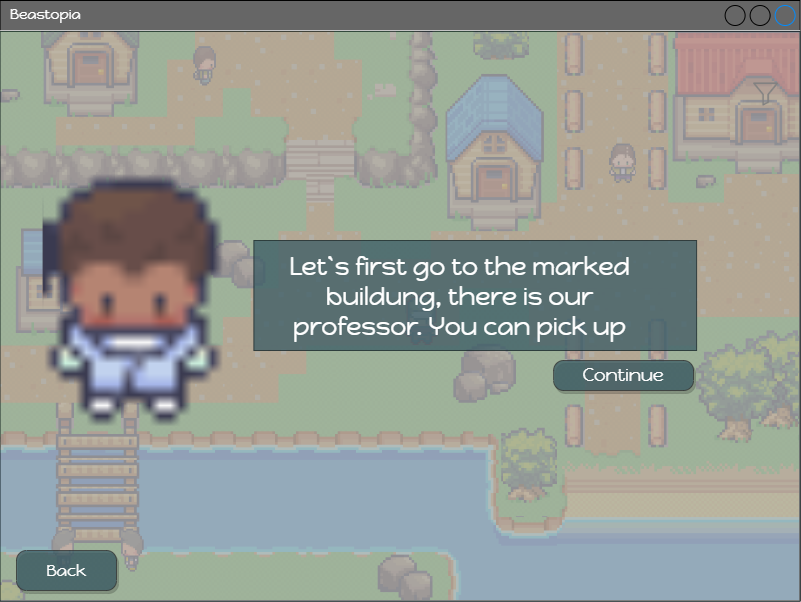 Beastopia
Let`s first go to the marked
buildung, there is our
professor. You can pick up
Continue
Back